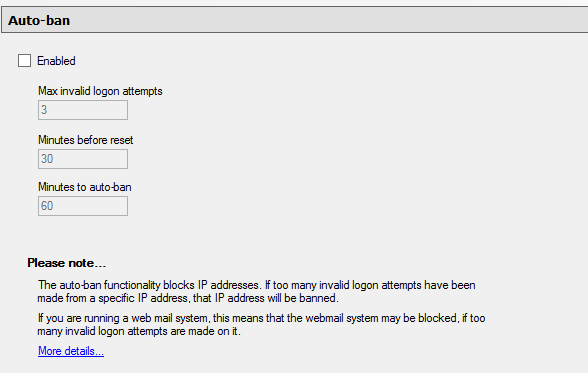 Auto-ban
Enabled
Max invalid logon attempts
3
Minutes before reset
30
Minutes to auto-ban
60
Please note...
The auto-ban functionality blocks IP addresses. If too many invalid logon attempts have been
made from a specific IP address, that IP address will be banned.
If you are running a web mail system, this means that the webmail system may be blocked, if too
many invalid logon attempts are made on it.
More details...